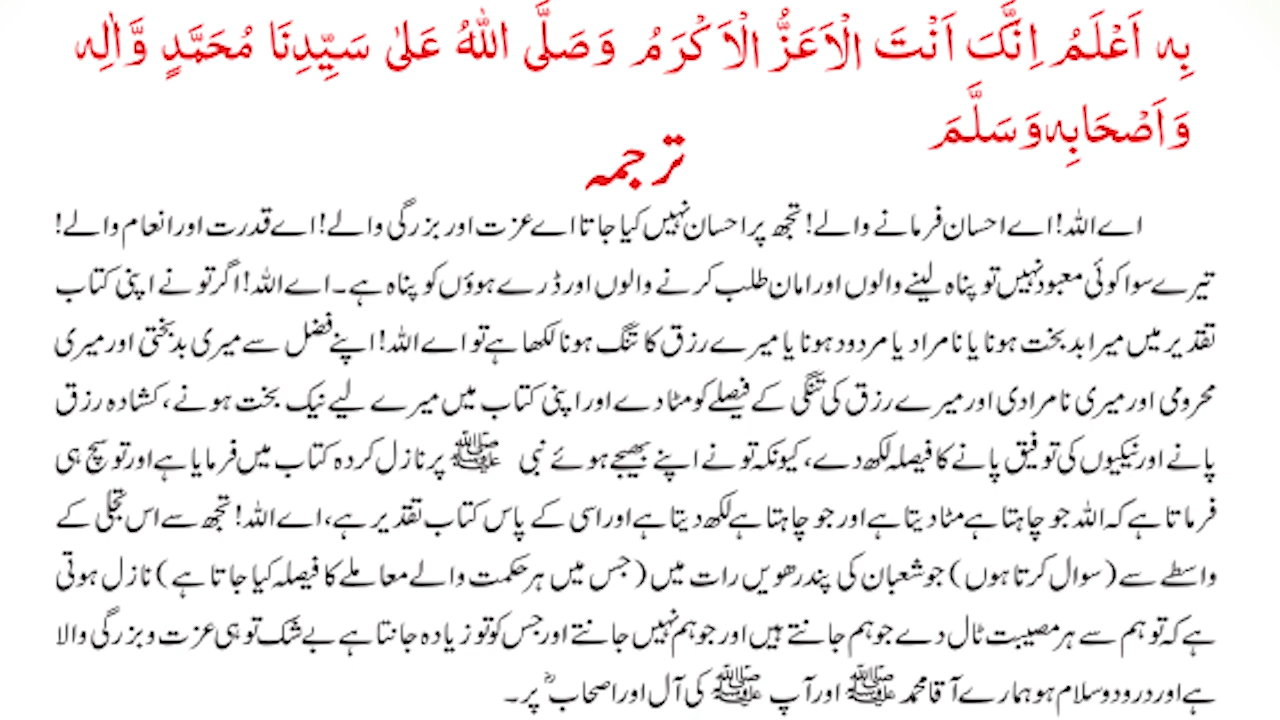 بِهٖ اَعْلَمُ اِنَّکَ اَنْتَ الْاَعَزُّ الْاَکْرَمُ وَصَلَّی اللّٰهُ عَلٰی سَیِّدِنَا مُحَمَّدٍ وَّاٰلِهٖ
وَاَصْحَابِهٖ وَسَلَّمَ
ترجمہ
اے اللہ! اے احسان فرمانے والے! تجھ پر احسان نہیں کیا جاتا اے عزت اور بزرگی والے! اے قدرت اور انعام والے!
تیرے سوا کوئی معبود نہیں تو پناہ لینے والوں اور امان طلب کرنے والوں اور ڈرے ہوؤں کو پناہ ہے۔ اے اللہ! اگر تو نے اپنی کتاب
تقدیر میں میرا بد بخت ہونا یا نامراد یا مردود ہونا یا میرے رزق کا تنگ ہونا لکھا ہے تو اے اللہ! اپنے فضل سے میری بدبختی اور میری
محرومی اور میری نامرادی اور میرے رزق کی تنگی کے فیصلے کو مٹا دے اور اپنی کتاب میں میرے لیے نیک بخت ہونے، کشادہ رزق
پانے اور نیکیوں کی توفیق پانے کا فیصلہ لکھ دے، کیونکہ تو نے اپنے بھیجے ہوئے نبی ﷺ پر نازل کردہ کتاب میں فرمایا ہے اور تو سچ ہی
فرماتا ہے کہ اللہ جو چاہتا ہے مٹا دیتا ہے اور جو چاہتا ہے لکھ دیتا ہے اور اسی کے پاس کتاب تقدیر ہے، اے اللہ! تجھ سے اس تجلی کے
واسطے سے (سوال کرتا ہوں) جو شعبان کی پندرھویں رات میں (جس میں ہر حکمت والے معاملے کا فیصلہ کیا جاتا ہے) نازل ہوتی
ہے کہ تو ہم سے ہر مصیبت ٹال دے جو ہم جانتے ہیں اور جو ہم نہیں جانتے اور جس کو تو زیادہ جانتا ہے بے شک تو ہی عزت و بزرگی والا
ہے اور درود و سلام ہو ہمارے آقا محمد ﷺ اور آپ ﷺ کی آل اور اصحابؓ پر۔